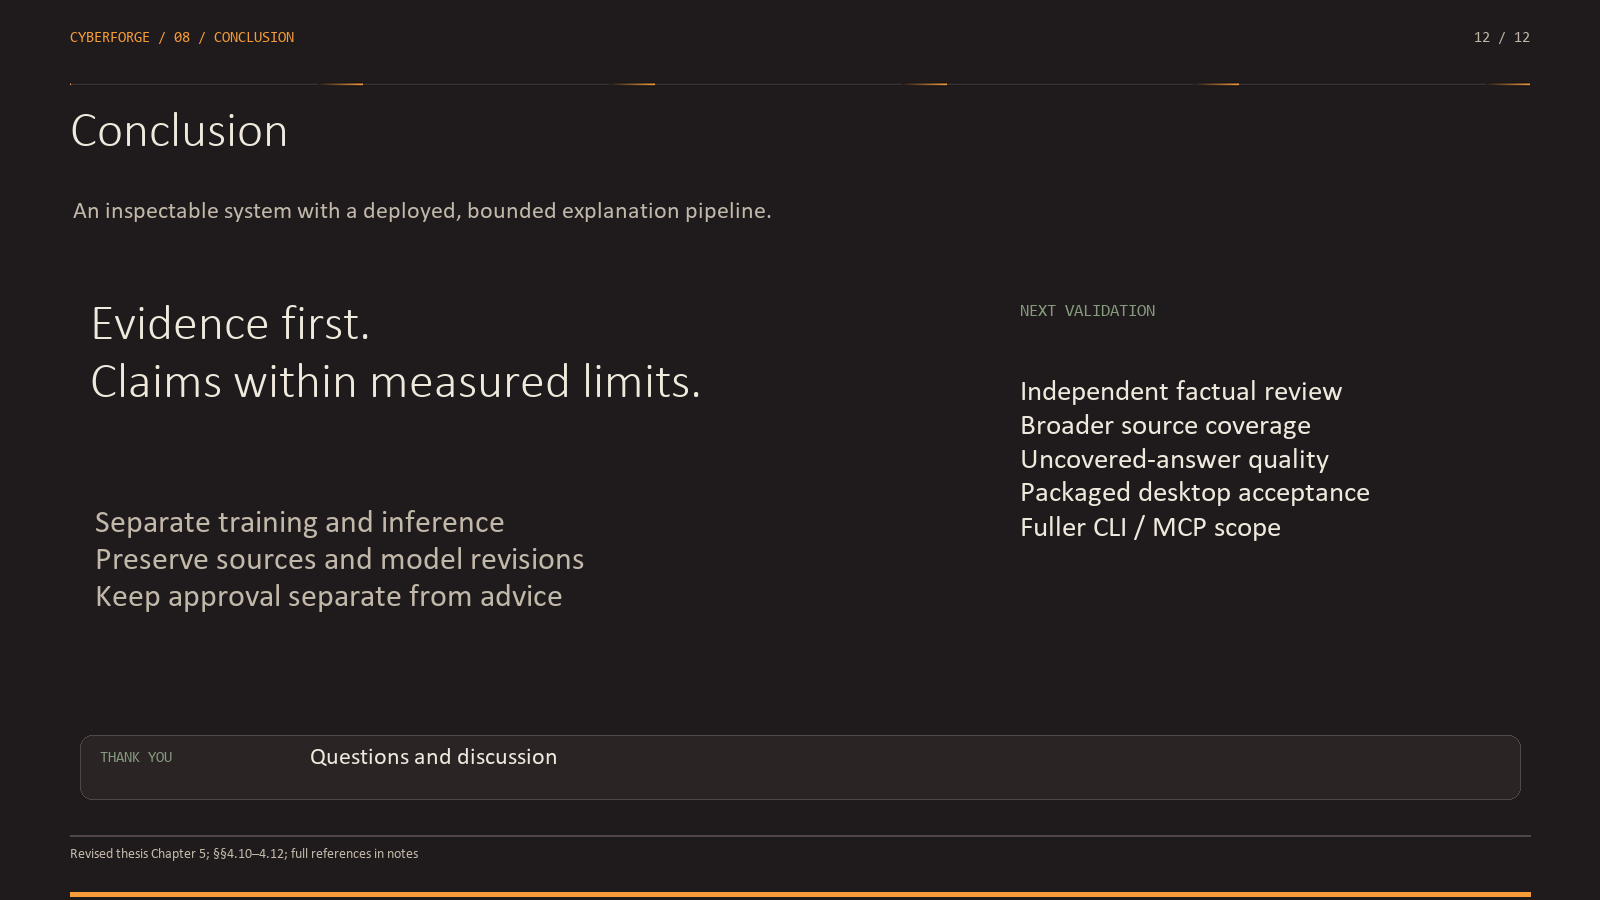 CYBERFORGE / 08 / CONCLUSION
12 / 12
Conclusion
An inspectable system with a deployed, bounded explanation pipeline.
Evidence first.
Claims within measured limits.
Separate training and inference
Preserve sources and model revisions
Keep approval separate from advice
NEXT VALIDATION
Independent factual review
Broader source coverage
Uncovered-answer quality
Packaged desktop acceptance
Fuller CLI / MCP scope
THANK YOU
Questions and discussion
Revised thesis Chapter 5; §§4.10–4.12; full references in notes